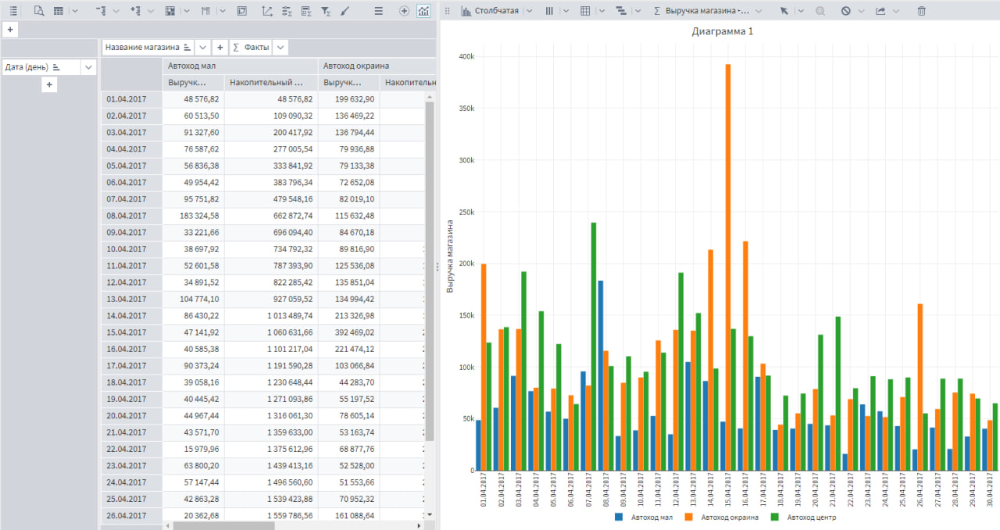 Столбчатая
Σ Выручка магазина -...
+
Название магазина
+
Σ Факты
Дата (день)
+
Автоход мал Автоход окраина
Выручк... Накопительный ... Выручк... Накопительн
01.04.2017 48 576,82 48 576,82 199 632,90
02.04.2017 60 513,50 109 090,32 136 469,22
03.04.2017 91 327,60 200 417,92 136 794,44
04.04.2017 76 587,62 277 005,54 79 936,88
05.04.2017 56 836,38 333 841,92 79 133,38
06.04.2017 49 954,42 383 796,34 72 652,08
07.04.2017 95 751,82 479 548,16 82 019,10
08.04.2017 183 324,58 662 872,74 115 632,48
09.04.2017 33 221,66 696 094,40 84 670,18
10.04.2017 38 697,92 734 792,32 89 816,90
11.04.2017 52 601,58 787 393,90 125 536,08
12.04.2017 34 891,52 822 285,42 135 851,04
13.04.2017 104 774,10 927 059,52 134 994,42
14.04.2017 86 430,22 1 013 489,74 213 326,98
15.04.2017 47 141,92 1 060 631,66 392 469,02
16.04.2017 40 585,38 1 101 217,04 221 474,12
17.04.2017 90 373,24 1 191 590,28 103 066,84
18.04.2017 39 058,16 1 230 648,44 44 283,70
19.04.2017 40 445,42 1 271 093,86 55 197,52
20.04.2017 44 967,44 1 316 061,30 78 605,14
21.04.2017 43 571,70 1 359 633,00 53 163,74
22.04.2017 15 979,96 1 375 612,96 68 877,76
23.04.2017 63 800,20 1 439 413,16 52 528,00
24.04.2017 57 147,44 1 496 560,60 51 553,66
25.04.2017 42 863,28 1 539 423,88 70 952,32
26.04.2017 20 362,68 1 559 786,56 161 088,64
Диаграмма 1
Выручка магазина
400k
350k
300k
250k
200k
150k
100k
50k
0
01.04.2017 02.04.2017 03.04.2017 04.04.2017 05.04.2017 06.04.2017 07.04.2017 08.04.2017 09.04.2017 10.04.2017 11.04.2017 12.04.2017 13.04.2017 14.04.2017 15.04.2017 16.04.2017 17.04.2017 18.04.2017 19.04.2017 20.04.2017 21.04.2017 22.04.2017 23.04.2017 24.04.2017 25.04.2017 26.04.2017 27.04.2017 28.04.2017 29.04.2017 30.04.2017
Автоход мал Автоход окраина Автоход центр